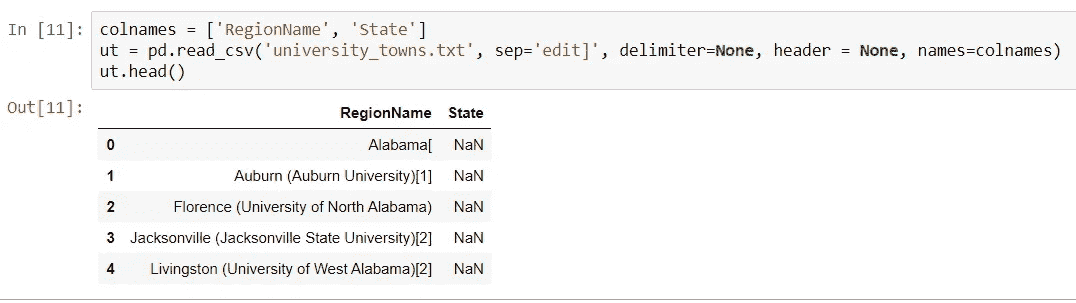 In [11]: colnames = ['RegionName', 'State']
ut = pd.read_csv('university_towns.txt', sep='edit]', delimiter=None, header = None, names=colnames)
ut.head()
Out[11]:
RegionName State
0 Alabama[ NaN
1 Auburn (Auburn University)[1] NaN
2 Florence (University of North Alabama) NaN
3 Jacksonville (Jacksonville State University)[2] NaN
4 Livingston (University of West Alabama)[2] NaN